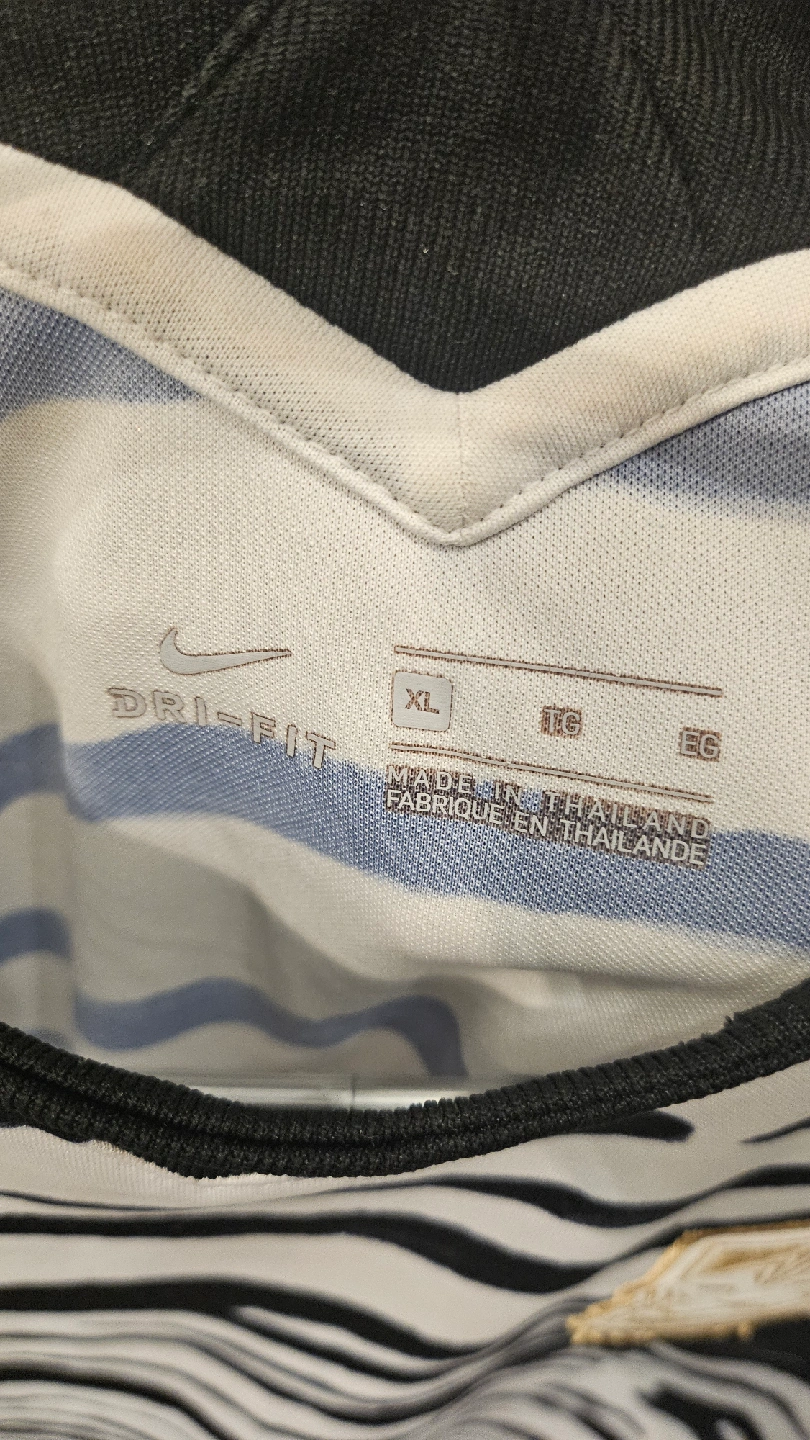 DRI-FIT
XL TG EG
MADE IN THAILAND
FABRIQUE EN THAILANDE